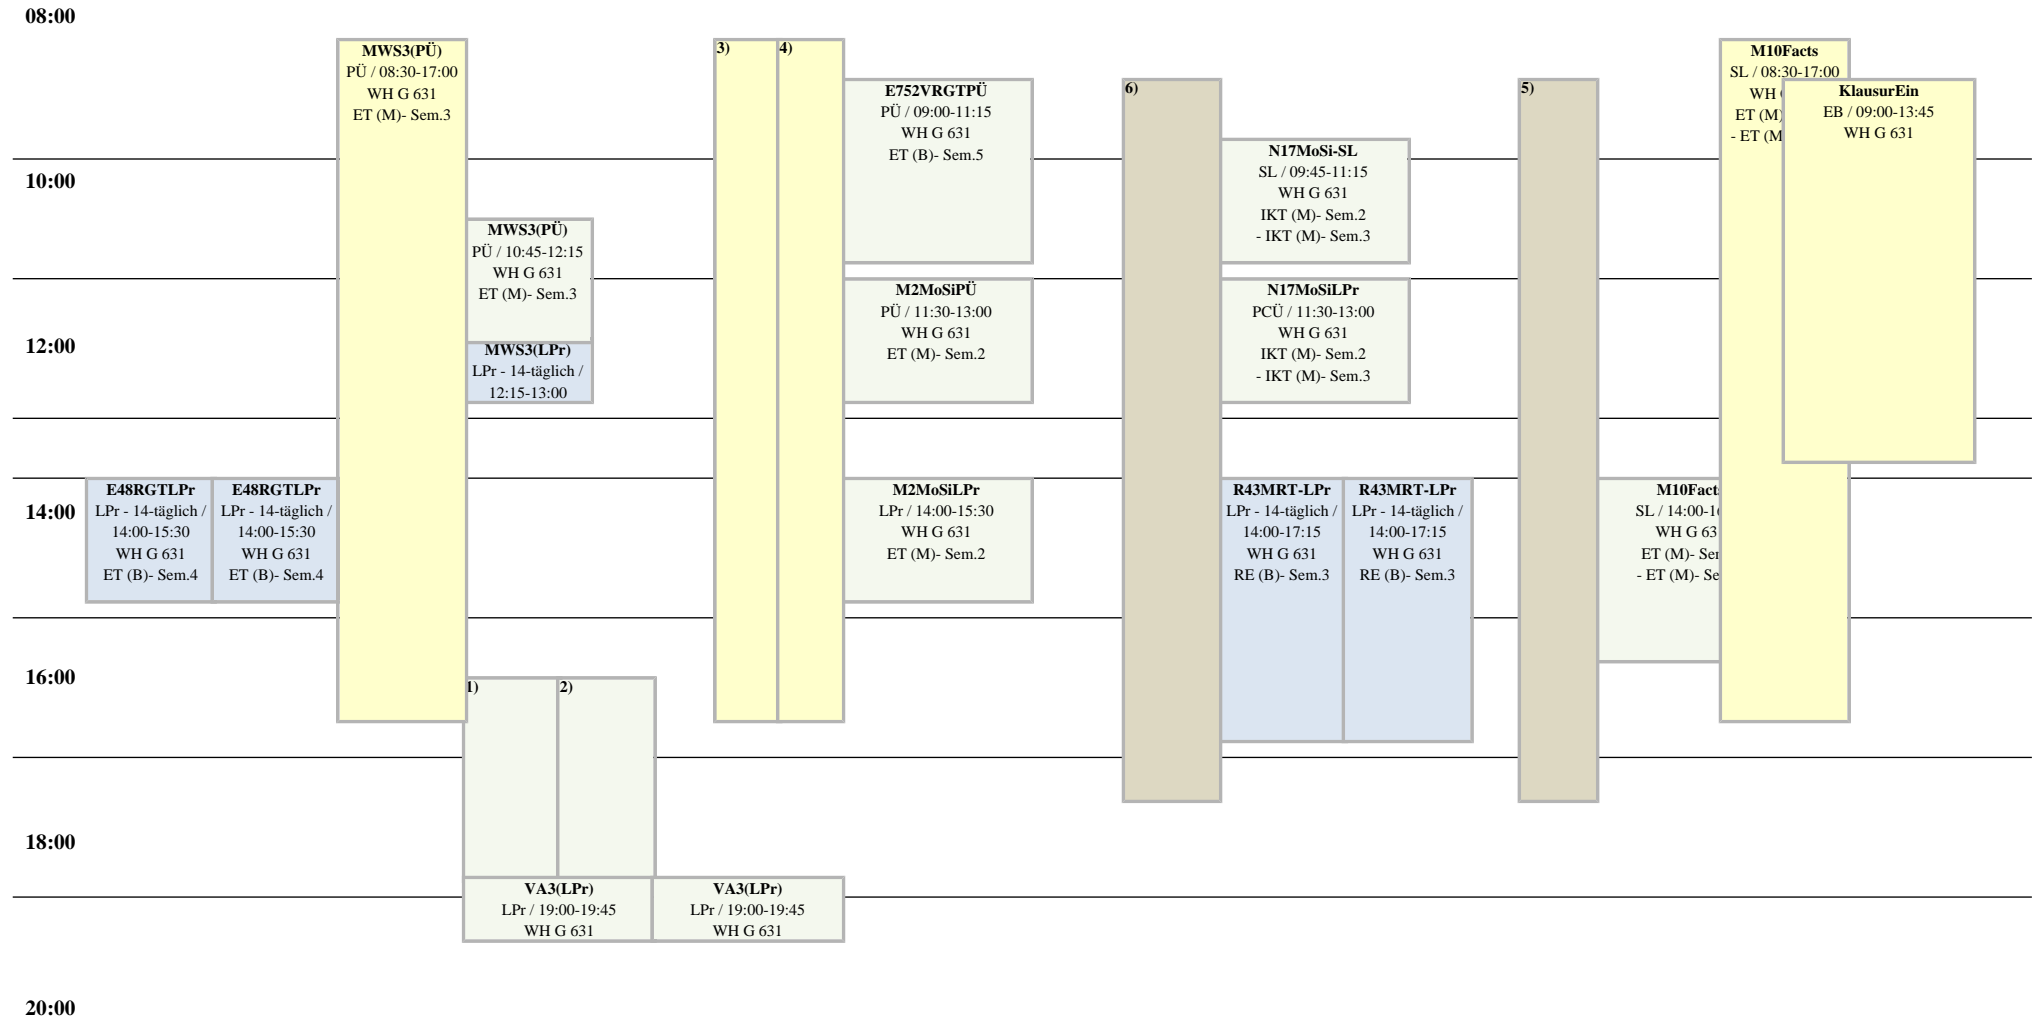 08:00
10:00
12:00
14:00
16:00
18:00
20:00
E48RGTLPr
LPr - 14-täglich /
14:00-15:30
WH G 631
ET (B)- Sem.4
E48RGTLPr
LPr - 14-täglich /
14:00-15:30
WH G 631
ET (B)- Sem.4
MWS3(PÜ)
PÜ / 08:30-17:00
WH G 631
ET (M)- Sem.3
MWS3(PÜ)
PÜ / 10:45-12:15
WH G 631
ET (M)- Sem.3
MWS3(LPr)
LPr - 14-täglich /
12:15-13:00
1)
2)
VA3(LPr)
LPr / 19:00-19:45
WH G 631
VA3(LPr)
LPr / 19:00-19:45
WH G 631
3)
4)
E752VRGTPÜ
PÜ / 09:00-11:15
WH G 631
ET (B)- Sem.5
M2MoSiPÜ
PÜ / 11:30-13:00
WH G 631
ET (M)- Sem.2
M2MoSiLPr
LPr / 14:00-15:30
WH G 631
ET (M)- Sem.2
6)
N17MoSi-SL
SL / 09:45-11:15
WH G 631
IKT (M)- Sem.2
- IKT (M)- Sem.3
N17MoSiLPr
PCÜ / 11:30-13:00
WH G 631
IKT (M)- Sem.2
- IKT (M)- Sem.3
R43MRT-LPr
LPr - 14-täglich /
14:00-17:15
WH G 631
RE (B)- Sem.3
R43MRT-LPr
LPr - 14-täglich /
14:00-17:15
WH G 631
RE (B)- Sem.3
5)
M10Facts
SL / 14:00-1
WH G 63
ET (M)- Se
- ET (M)- Se
M10Facts
SL / 08:30-17:00
WH
ET (M)
- ET (M
KlausurEin
EB / 09:00-13:45
WH G 631